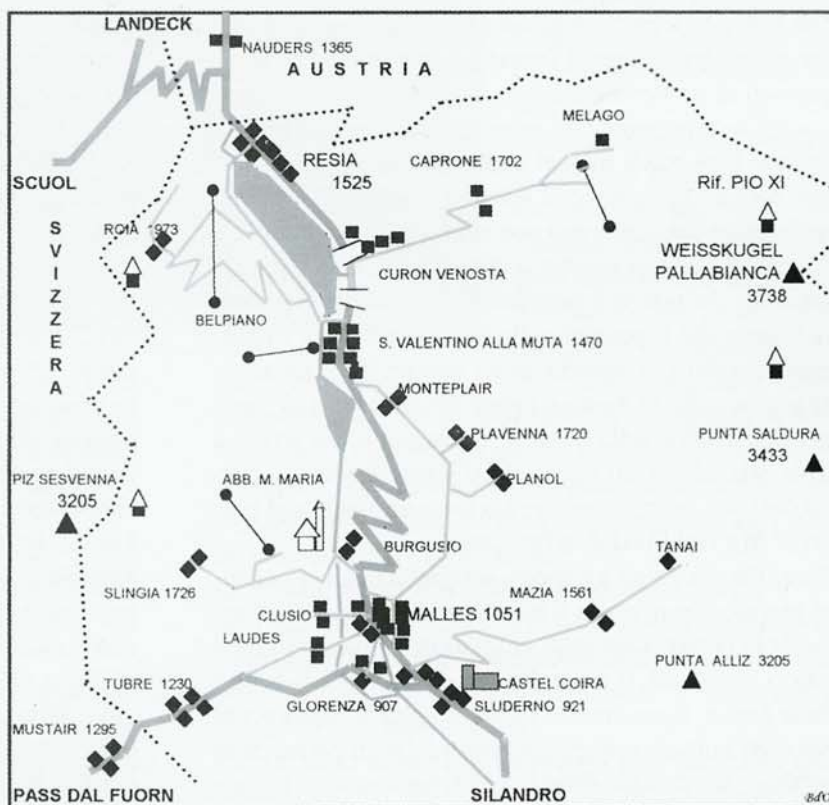 LANDECK
NAUDERS 1365
AUSTRIA
MELAGO
RESIA
1525
CAPRONE 1702
SCUOL
Rif. PIO XI
SVIZZERA
ROIA 1973
WEISSKUGEL
PALLABIANCA
3738
CURON VENOSTA
BELPIANO
S. VALENTINO ALLA MUTA 1470
MONTEPLAIR
PLAVENNA 1720
PUNTA SALDURA
3433
PIZ SESVENNA
3205
ABB. M. MARIA
PLANOL
BURGUSIO
TANAI
SLINGIA 1726
MAZIA 1561
CLUSIO
MALLES 1051
LAUDES
PUNTA ALLIZ 3205
TUBRE 1230
CASTEL COIRA
GLORENZA 907
SLUDERNO 921
MUSTAIR 1295
PASS DAL FUORN
SILANDRO